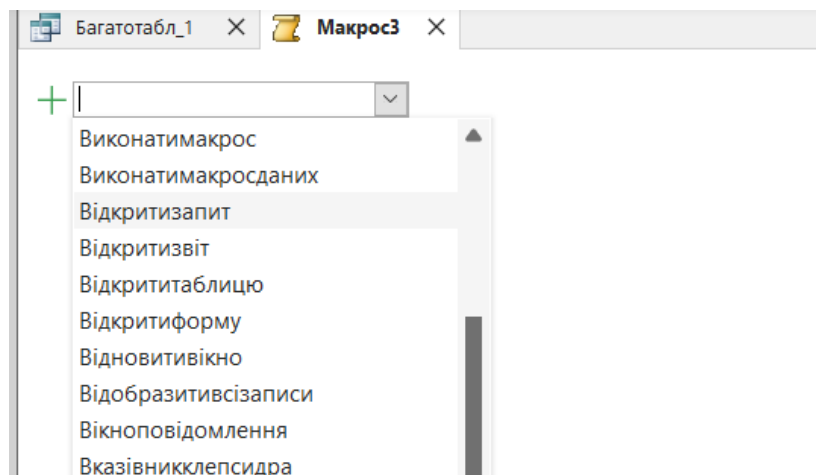 Багатотабл_1 Макрос3
Виконатимакрос
Виконатимакросданих
Відкритизапит
Відкритизвіт
Відкрититаблицю
Відкритиформу
Відновитивікно
Відобразитивсізаписи
Вікноповідомлення
Вказівникклепсидра